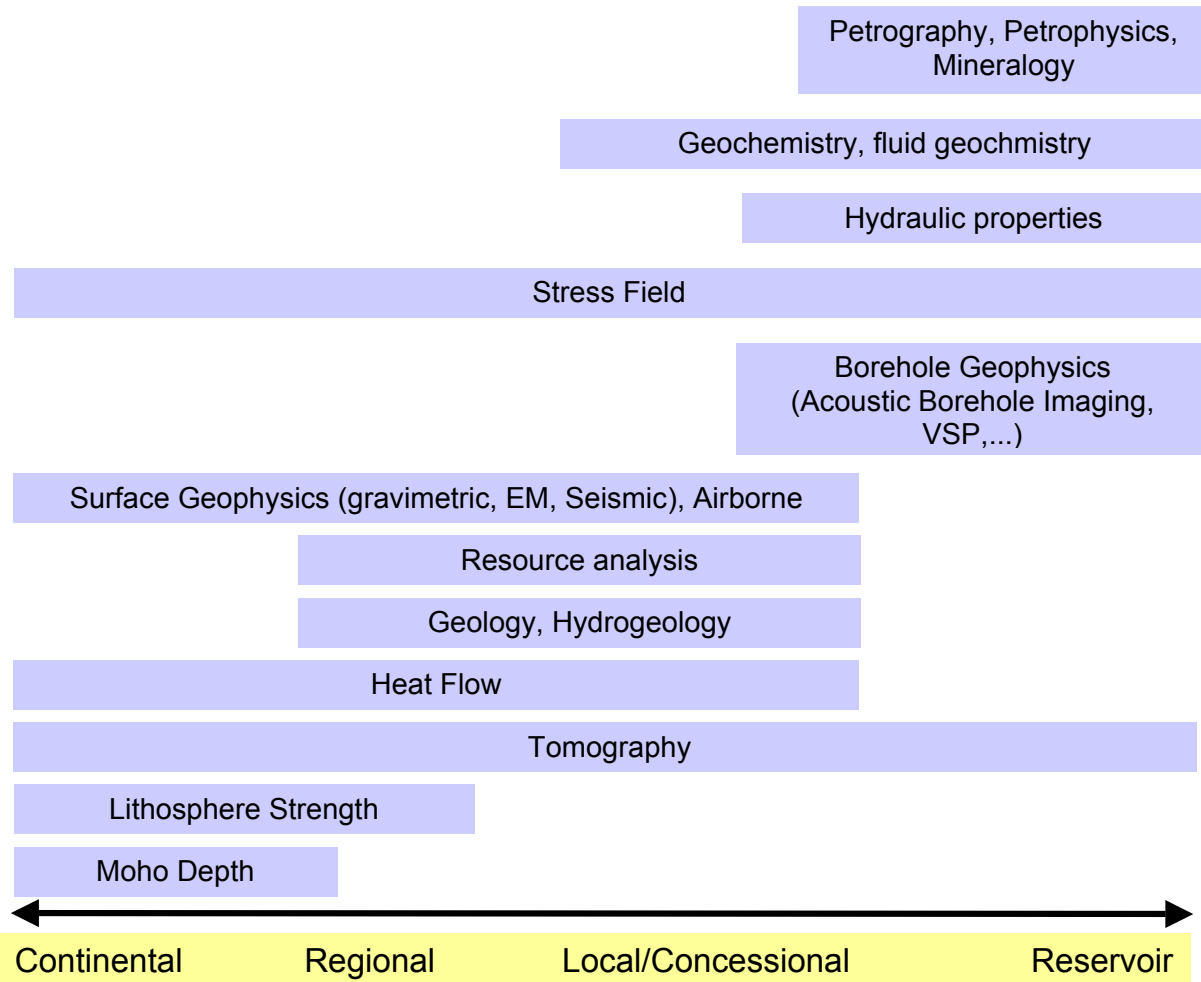 Petrography, Petrophysics,
Mineralogy
Geochemistry, fluid geochmistry
Hydraulic properties
Stress Field
Borehole Geophysics
(Acoustic Borehole Imaging,
VSP,...)
Surface Geophysics (gravimetric, EM, Seismic), Airborne
Resource analysis
Geology, Hydrogeology
Heat Flow
Tomography
Lithosphere Strength
Moho Depth
Continental Regional Local/Concessional Reservoir